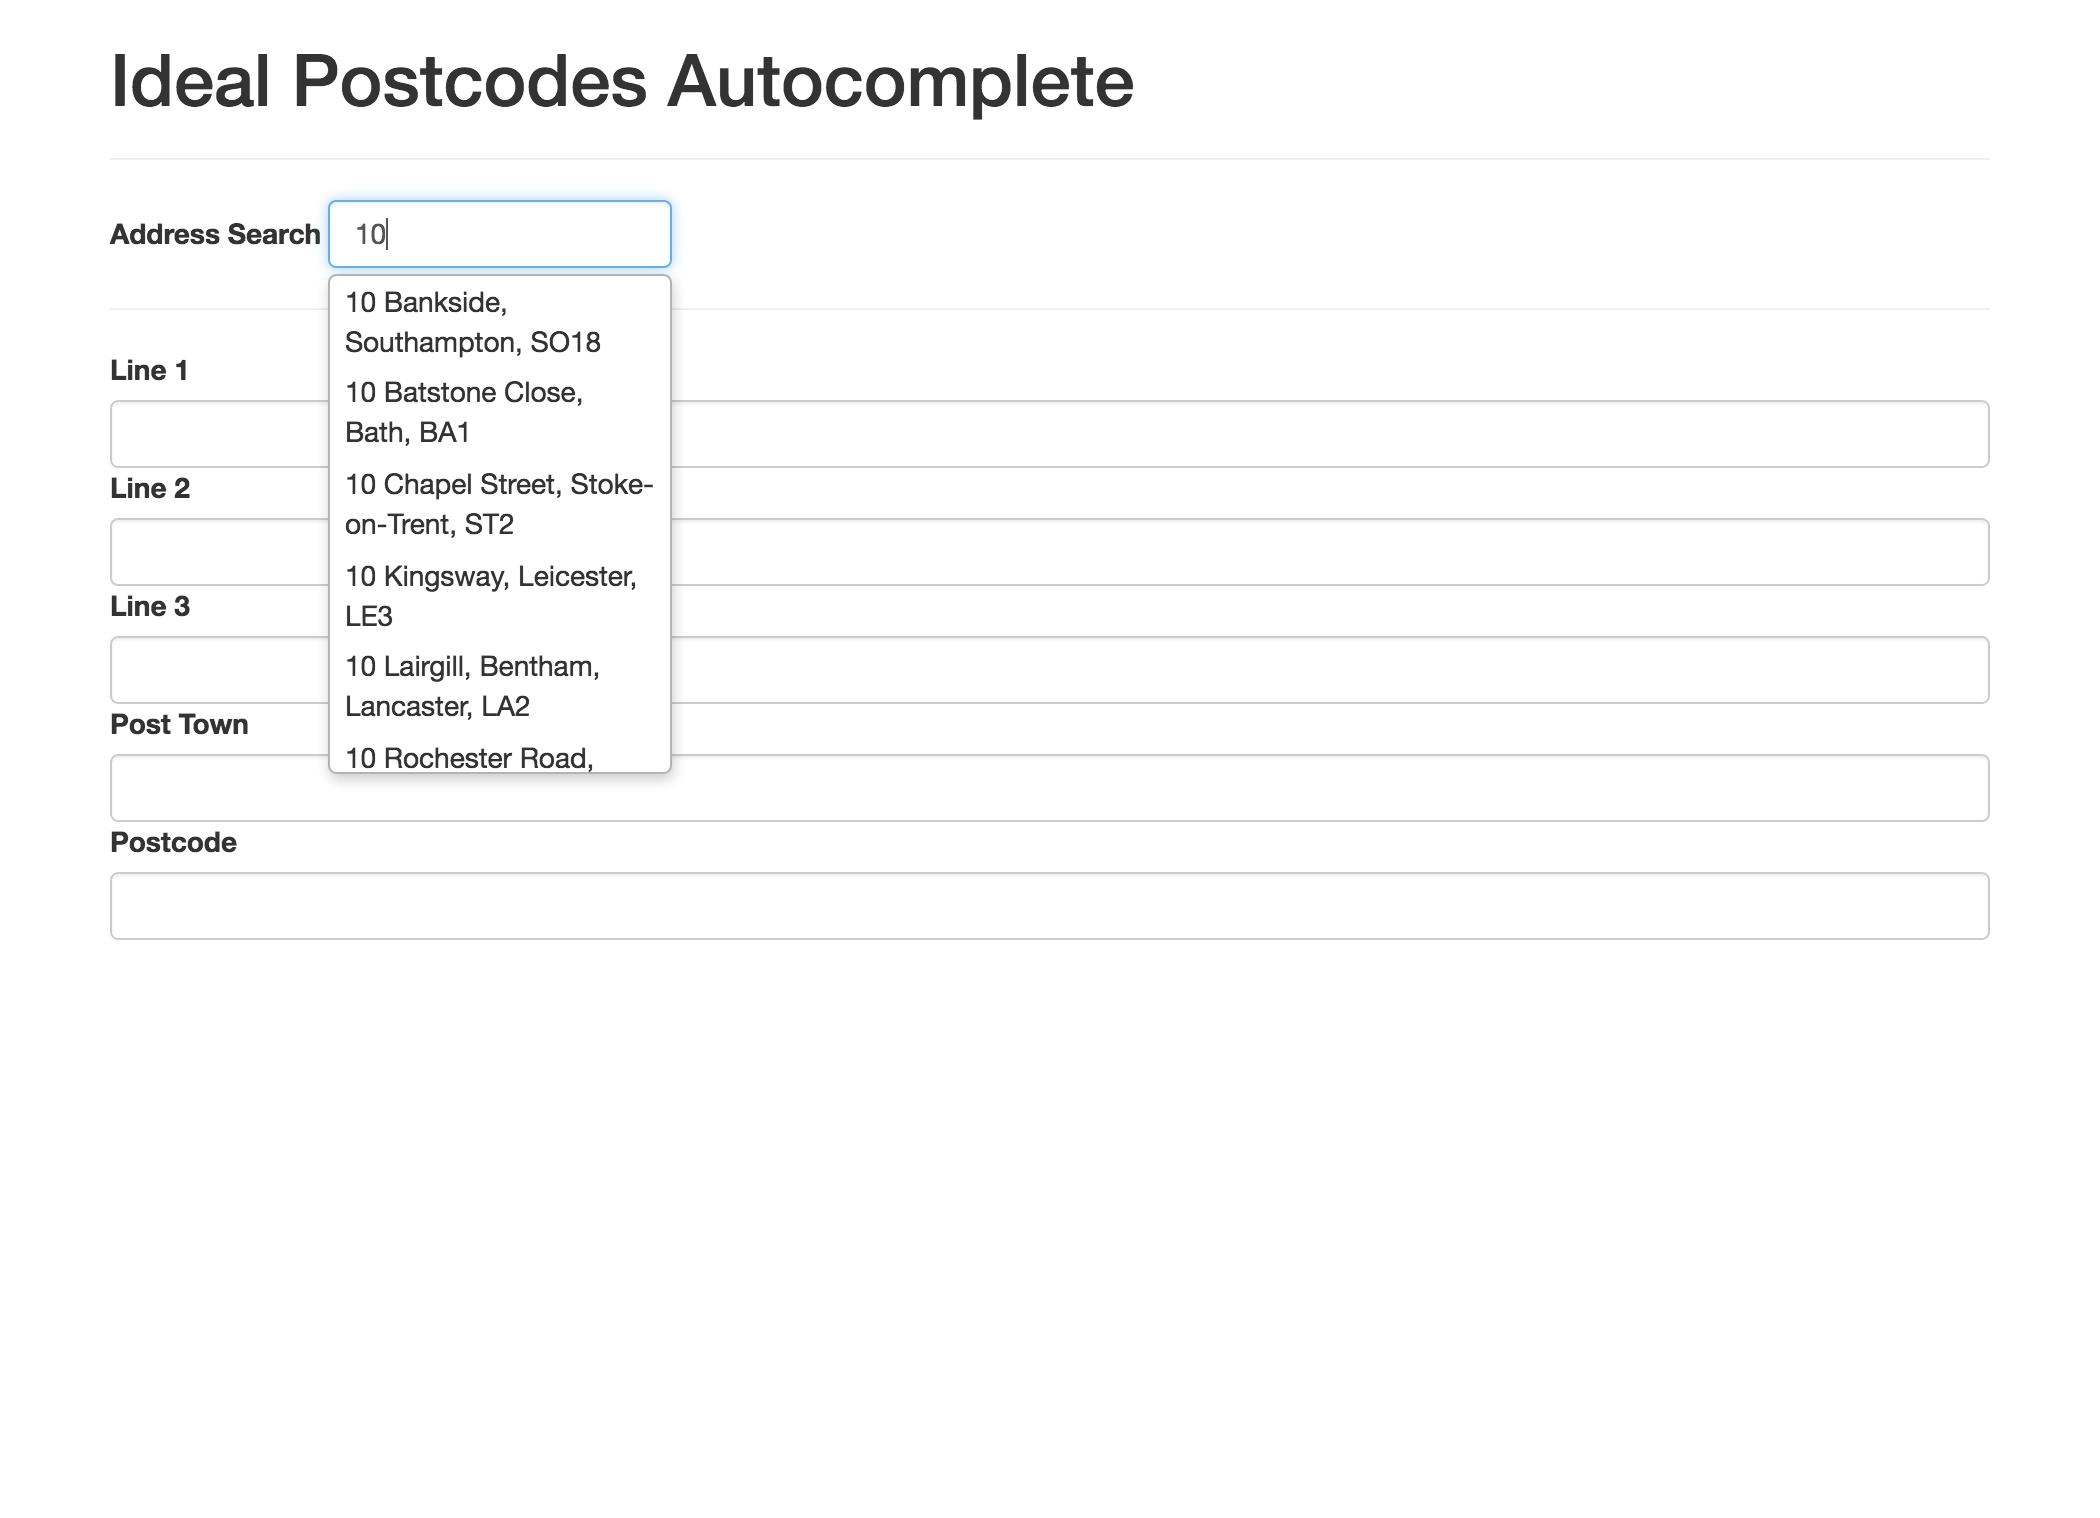 Ideal Postcodes Autocomplete
Address Search 10
10 Bankside,
Southampton, SO18
10 Batstone Close,
Bath, BA1
10 Chapel Street, Stoke-
on-Trent, ST2
10 Kingsway, Leicester,
LE3
10 Lairgill, Bentham,
Lancaster, LA2
10 Rochester Road,
Line 1
Line 2
Line 3
Post Town
Postcode